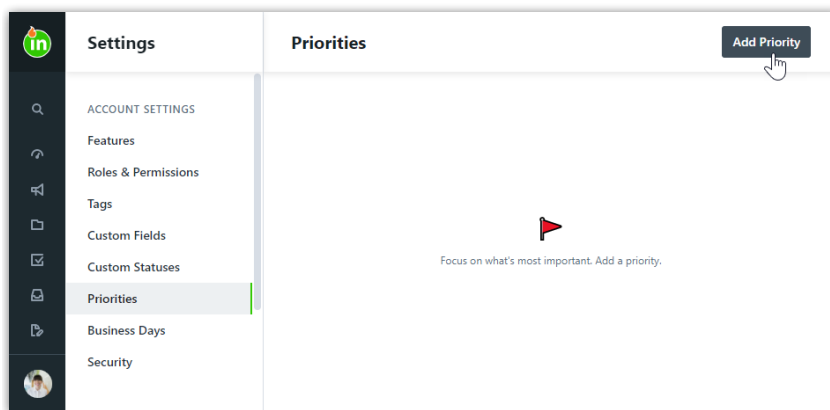 in
Settings
Priorities
Add Priority
ACCOUNT SETTINGS
Features
Roles & Permissions
Tags
Custom Fields
Custom Statuses
Priorities
Business Days
Security
Focus on what's most important. Add a priority.